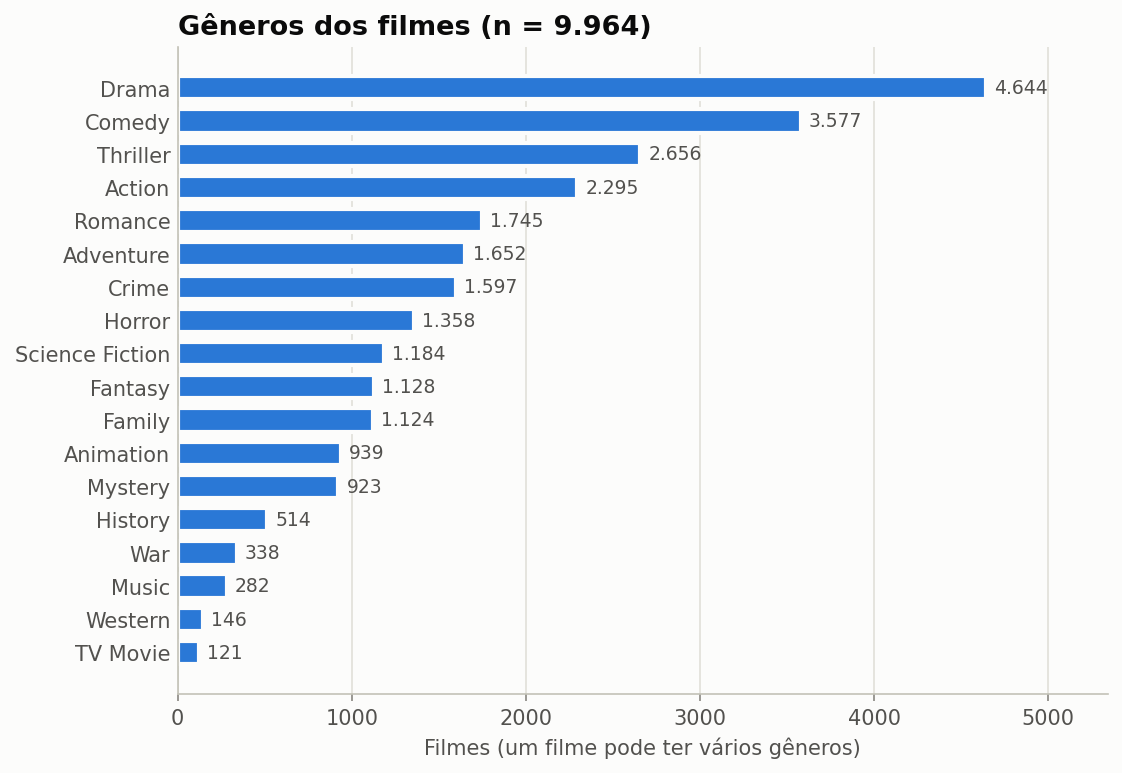 Gêneros dos filmes (n = 9.964)
Drama 4.644
Comedy 3.577
Thriller 2.656
Action 2.295
Romance 1.745
Adventure 1.652
Crime 1.597
Horror 1.358
Science Fiction 1.184
Fantasy 1.128
Family 1.124
Animation 939
Mystery 923
History 514
War 338
Music 282
Western 146
TV Movie 121
0 1000 2000 3000 4000 5000
Filmes (um filme pode ter vários gêneros)